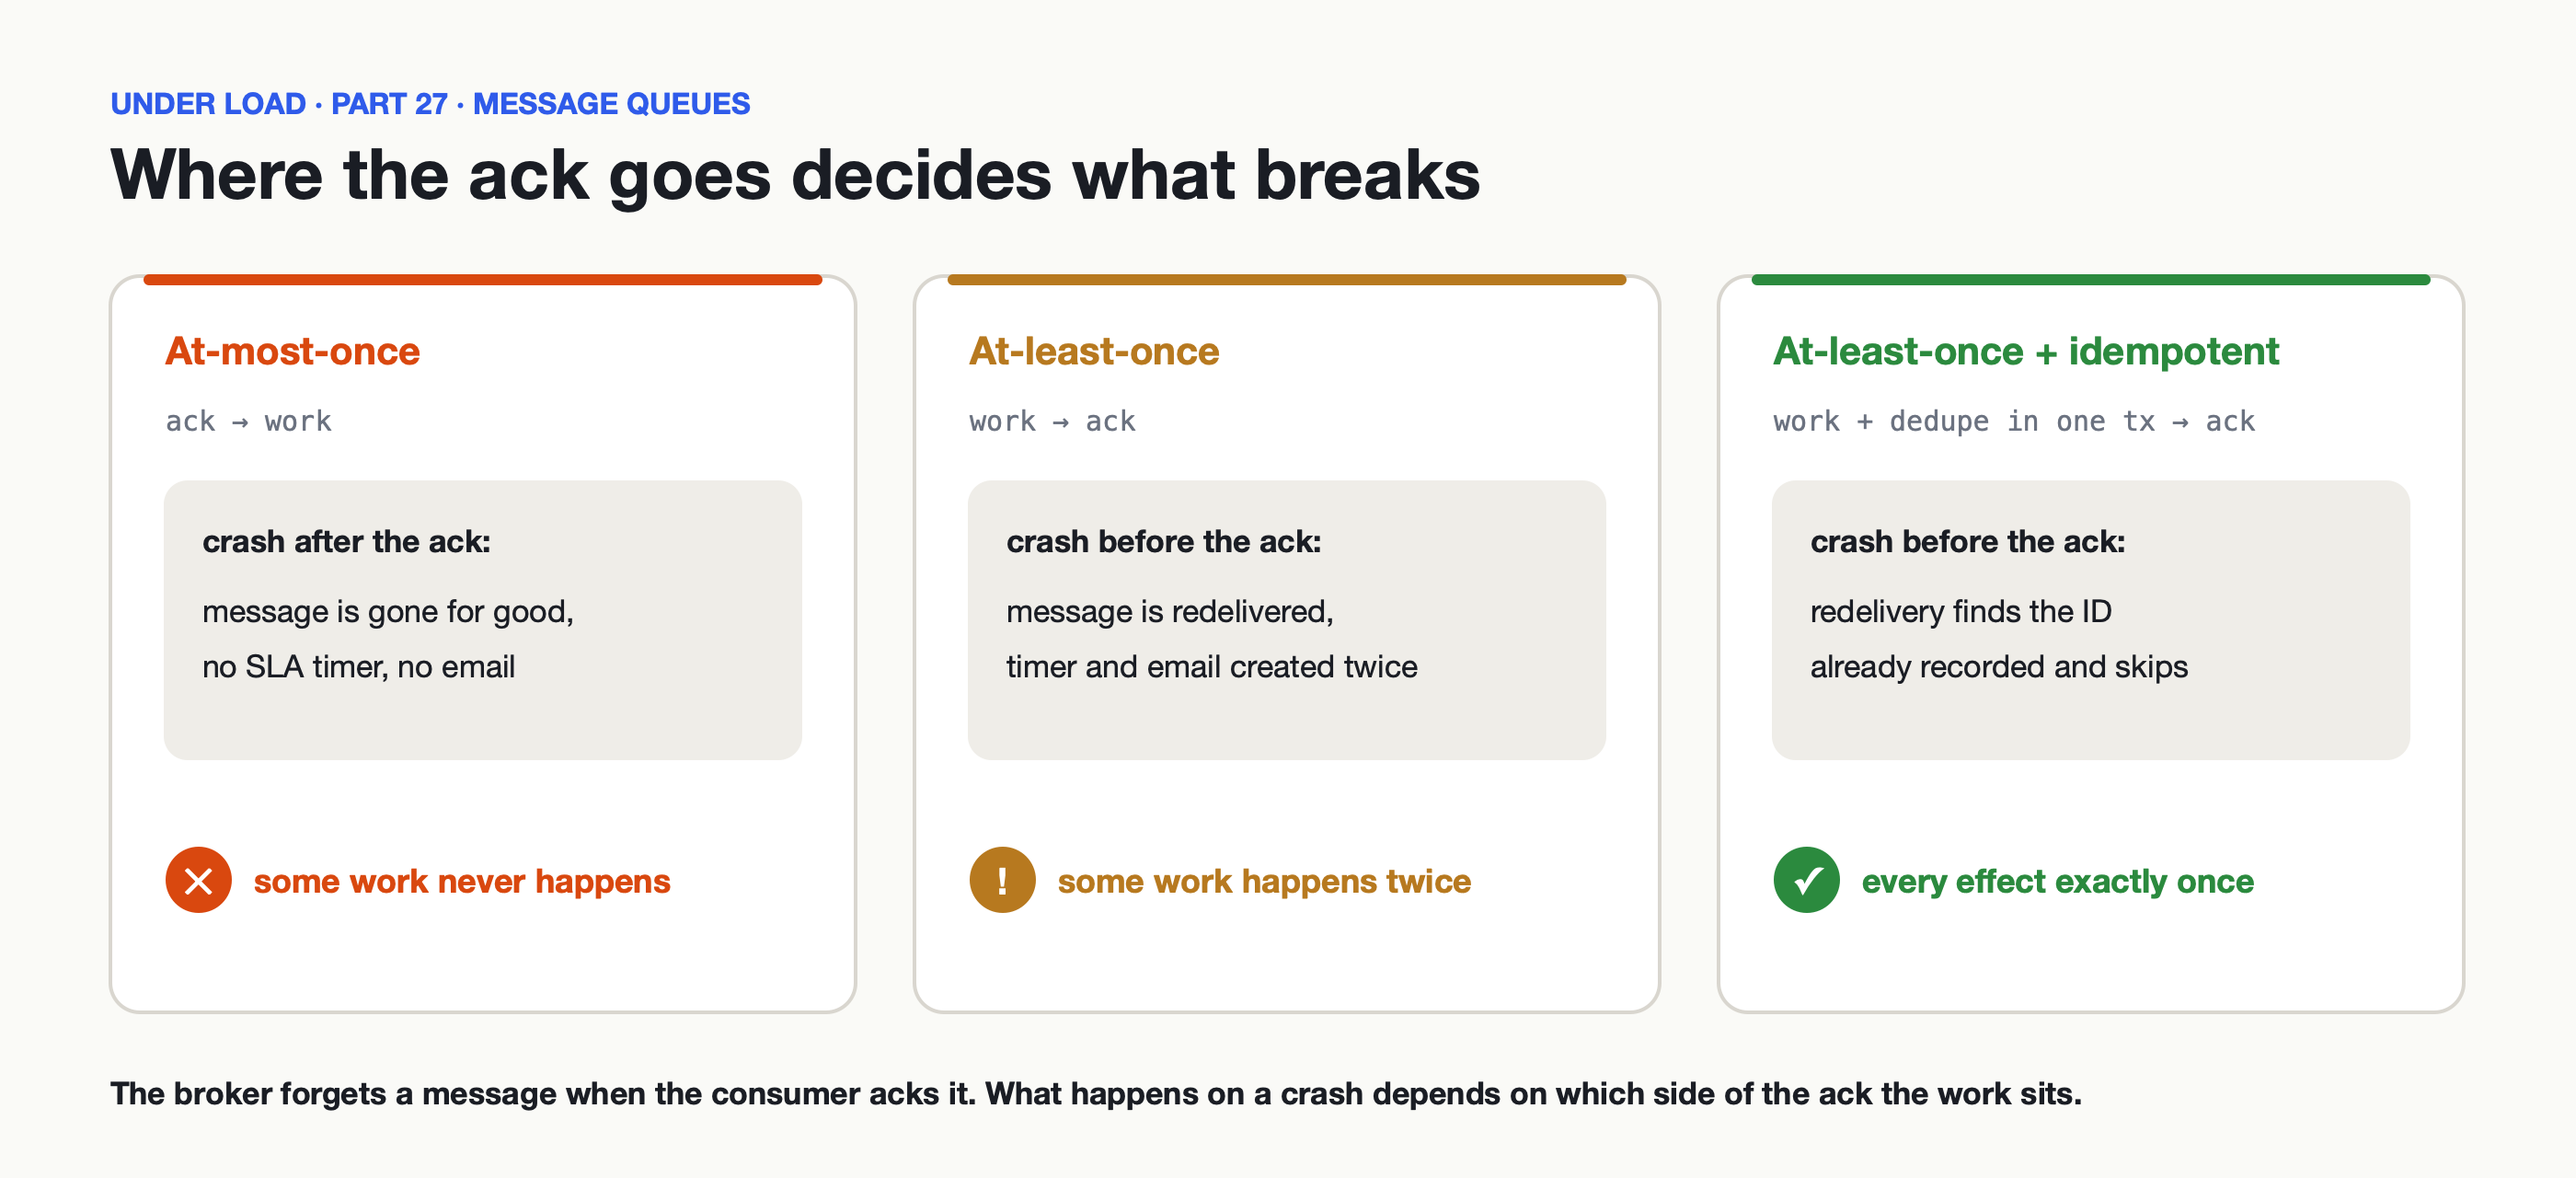 UNDER LOAD · PART 27 · MESSAGE QUEUES
Where the ack goes decides what breaks
At-most-once
ack → work
crash after the ack:
message is gone for good,
no SLA timer, no email
some work never happens
At-least-once
work → ack
crash before the ack:
message is redelivered,
timer and email created twice
!
some work happens twice
At-least-once + idempotent
work + dedupe in one tx → ack
crash before the ack:
redelivery finds the ID
already recorded and skips
every effect exactly once
The broker forgets a message when the consumer acks it. What happens on a crash depends on which side of the ack the work sits.